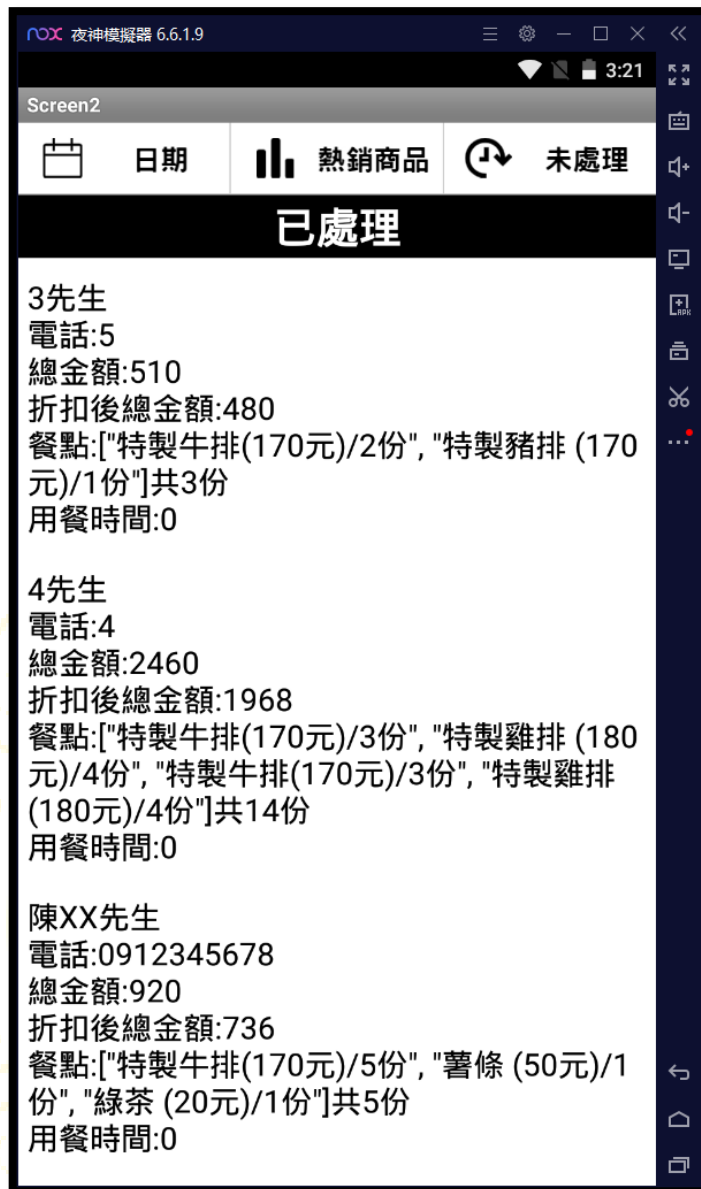 nox 夜神模擬器 6.6.1.9
3:21
Screen2
日期 熱銷商品 未處理
已處理
3先生
電話:5
總金額:510
折扣後總金額:480
餐點:["特製牛排(170元)/2份", "特製豬排 (170
元)/1份"]共3份
用餐時間:0
4先生
電話:4
總金額:2460
折扣後總金額:1968
餐點:["特製牛排(170元)/3份", "特製雞排 (180
元)/4份", "特製牛排(170元)/3份", "特製雞排
(180元)/4份"]共14份
用餐時間:0
陳XX先生
電話:0912345678
總金額:920
折扣後總金額:736
餐點:["特製牛排(170元)/5份", "薯條 (50元)/1
份", "綠茶 (20元)/1份"]共5份
用餐時間:0